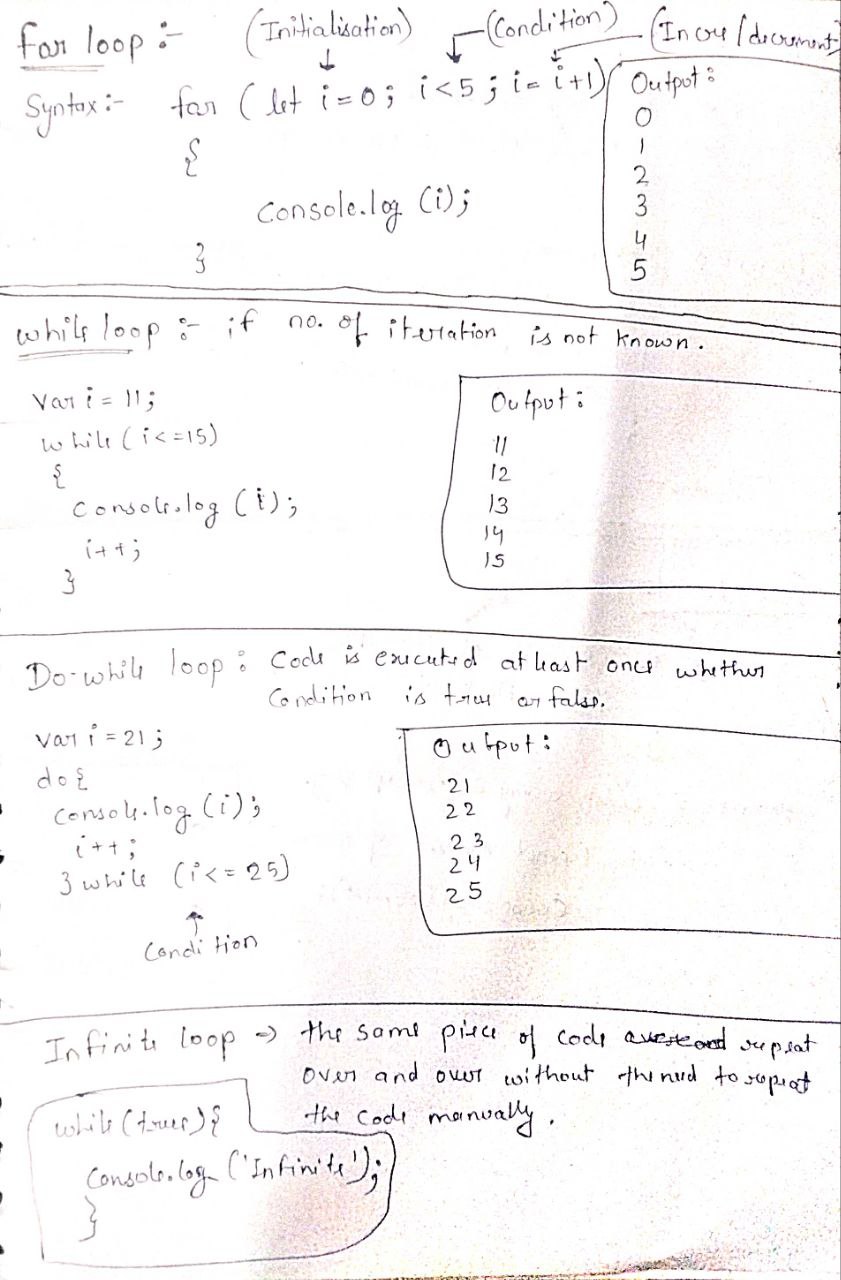 for loop :-
(Initialisation)
(Condition)
(Incre/decrement)
Syntax :- for ( let i = 0 ; i < 5 ; i = i + 1)
{
Console.log (i);
}
Output :
0
1
2
3
4
5
while loop :- if no. of iteration is not known.
Var i = 11;
while ( i <= 15)
{
Console.log (i);
i++;
}
Output :
11
12
13
14
15
Do-while loop : Code is executed at least once whether
Condition is true or false.
var i = 21;
do {
console.log (i);
i++;
} while (i <= 25)
Condition
Output :
21
22
23
24
25
Infinite loop => the same piece of code repeat
over and over without the need to repeat
the code manually.
while (true) {
Console.log ('Infinite');
}